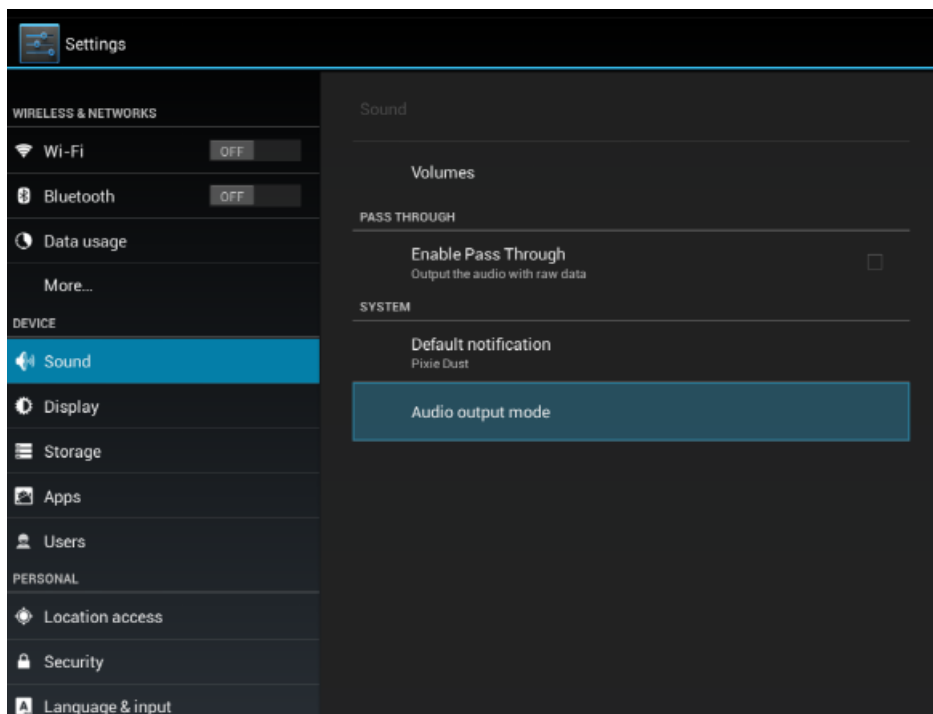 Settings
WIRELESS & NETWORKS
Wi-Fi OFF
Bluetooth OFF
Data usage
More...
DEVICE
Sound
Display
Storage
Apps
Users
PERSONAL
Location access
Security
Language & input
Sound
Volumes
PASS THROUGH
Enable Pass Through
Output the audio with raw data
SYSTEM
Default notification
Pixie Dust
Audio output mode